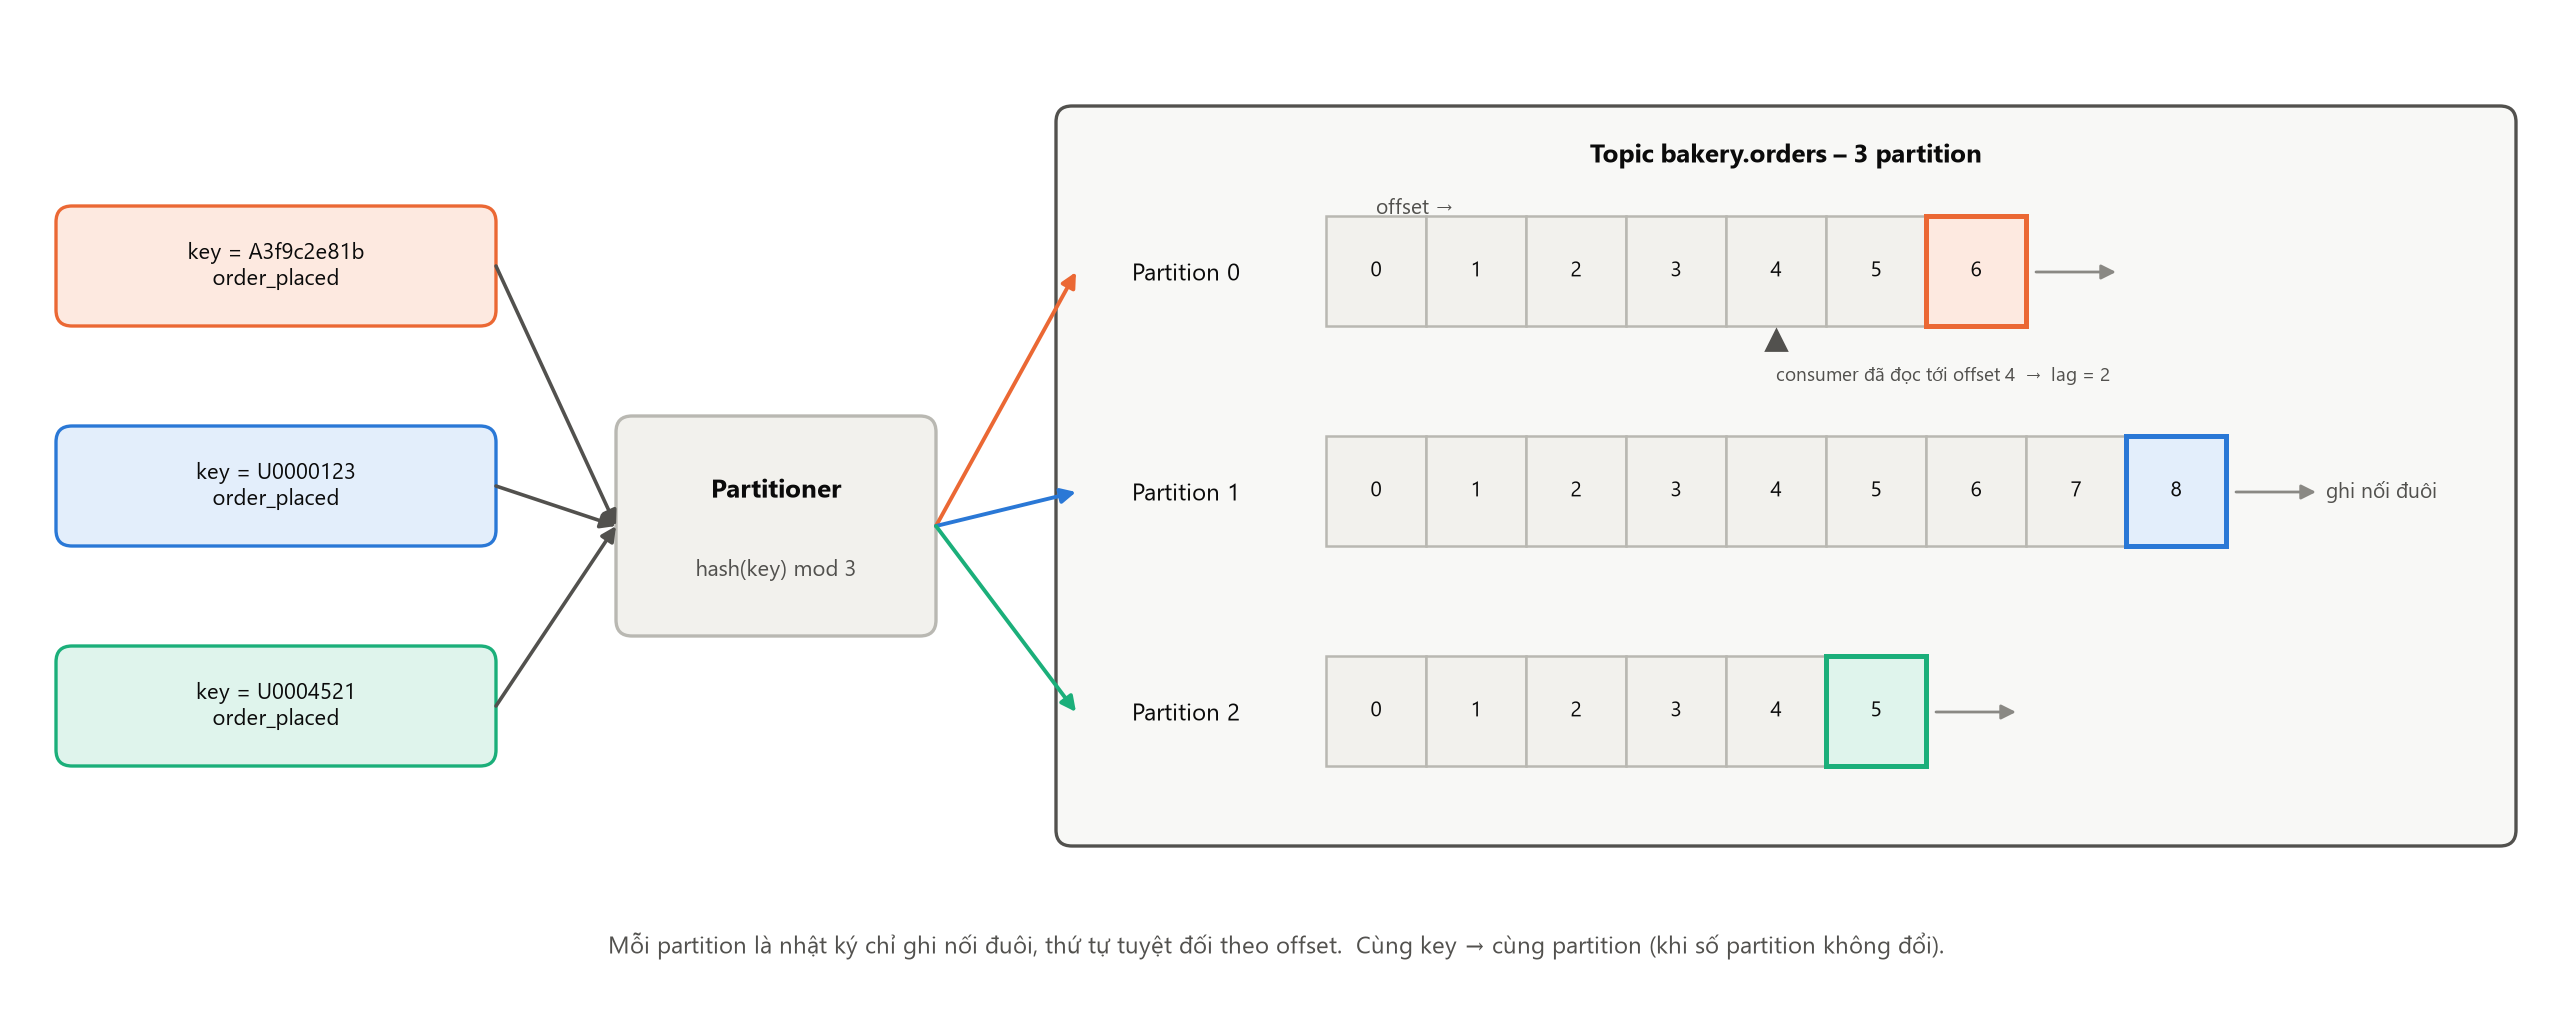 Topic bakery.orders – 3 partition
key = A3f9c2e81b
order_placed
key = U0000123
order_placed
key = U0004521
order_placed
Partitioner
hash(key) mod 3
offset →
Partition 0
0 1 2 3 4 5 6
consumer đã đọc tới offset 4 → lag = 2
Partition 1
0 1 2 3 4 5 6 7 8
ghi nối đuôi
Partition 2
0 1 2 3 4 5
Mỗi partition là nhật ký chỉ ghi nối đuôi, thứ tự tuyệt đối theo offset. Cùng key → cùng partition (khi số partition không đổi).